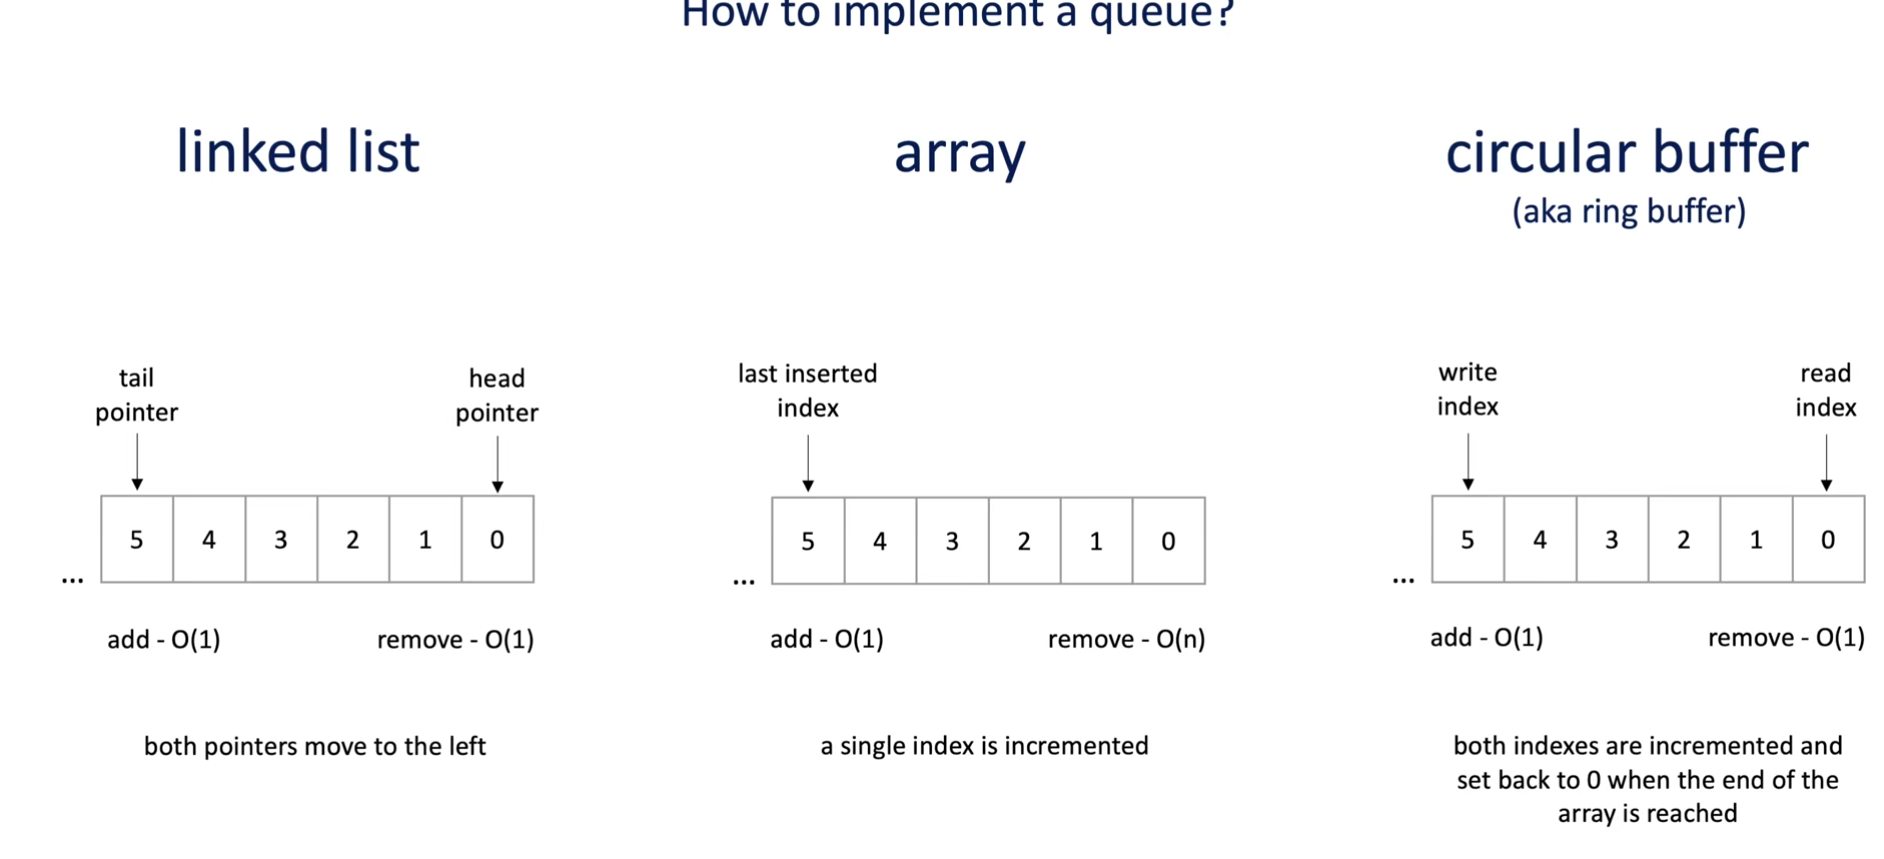 How to implement a queue?
linked list
tail
pointer
head
pointer
5 4 3 2 1 0
...
add - O(1) remove - O(1)
both pointers move to the left
array
last inserted
index
5 4 3 2 1 0
...
add - O(1) remove - O(n)
a single index is incremented
circular buffer
(aka ring buffer)
write
index
read
index
5 4 3 2 1 0
...
add - O(1) remove - O(1)
both indexes are incremented and
set back to 0 when the end of the
array is reached